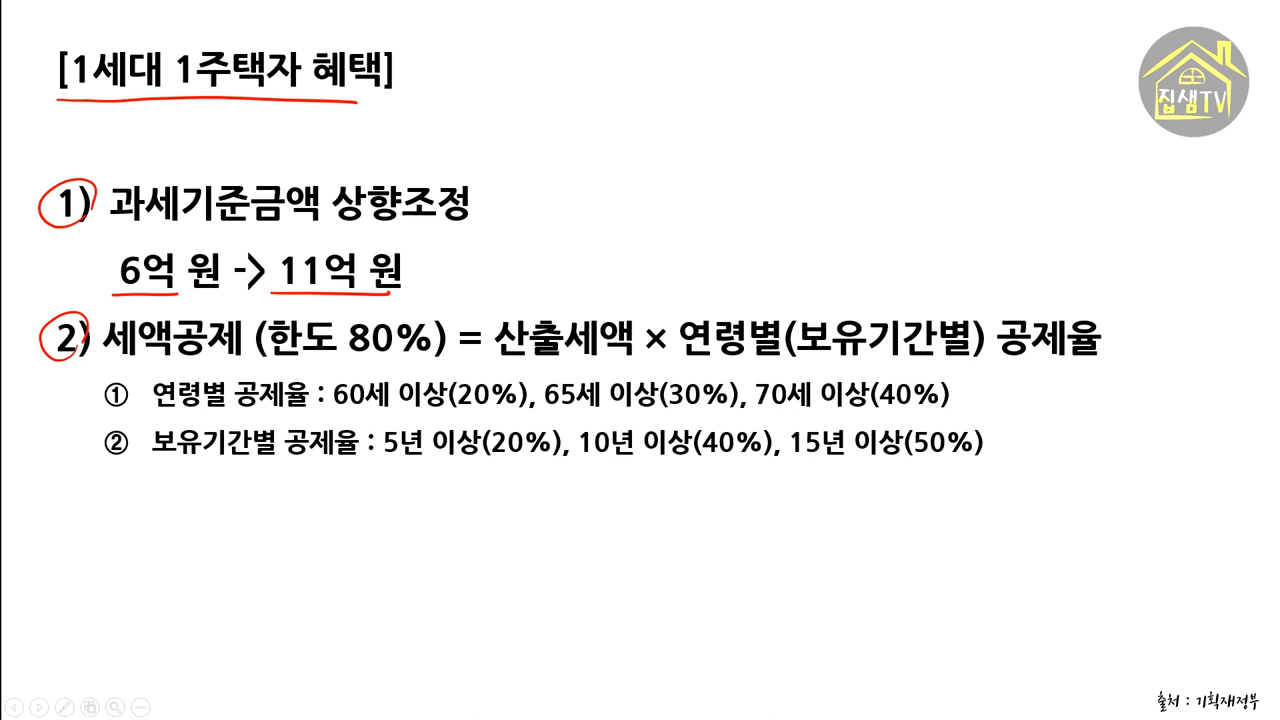 [1세대 1주택자 혜택]
집샘TV
1) 과세기준금액 상향조정
6억 원 -> 11억 원
2) 세액공제 (한도 80%) = 산출세액 × 연령별(보유기간별) 공제율
① 연령별 공제율 : 60세 이상(20%), 65세 이상(30%), 70세 이상(40%)
② 보유기간별 공제율 : 5년 이상(20%), 10년 이상(40%), 15년 이상(50%)
출처 : 기획재정부